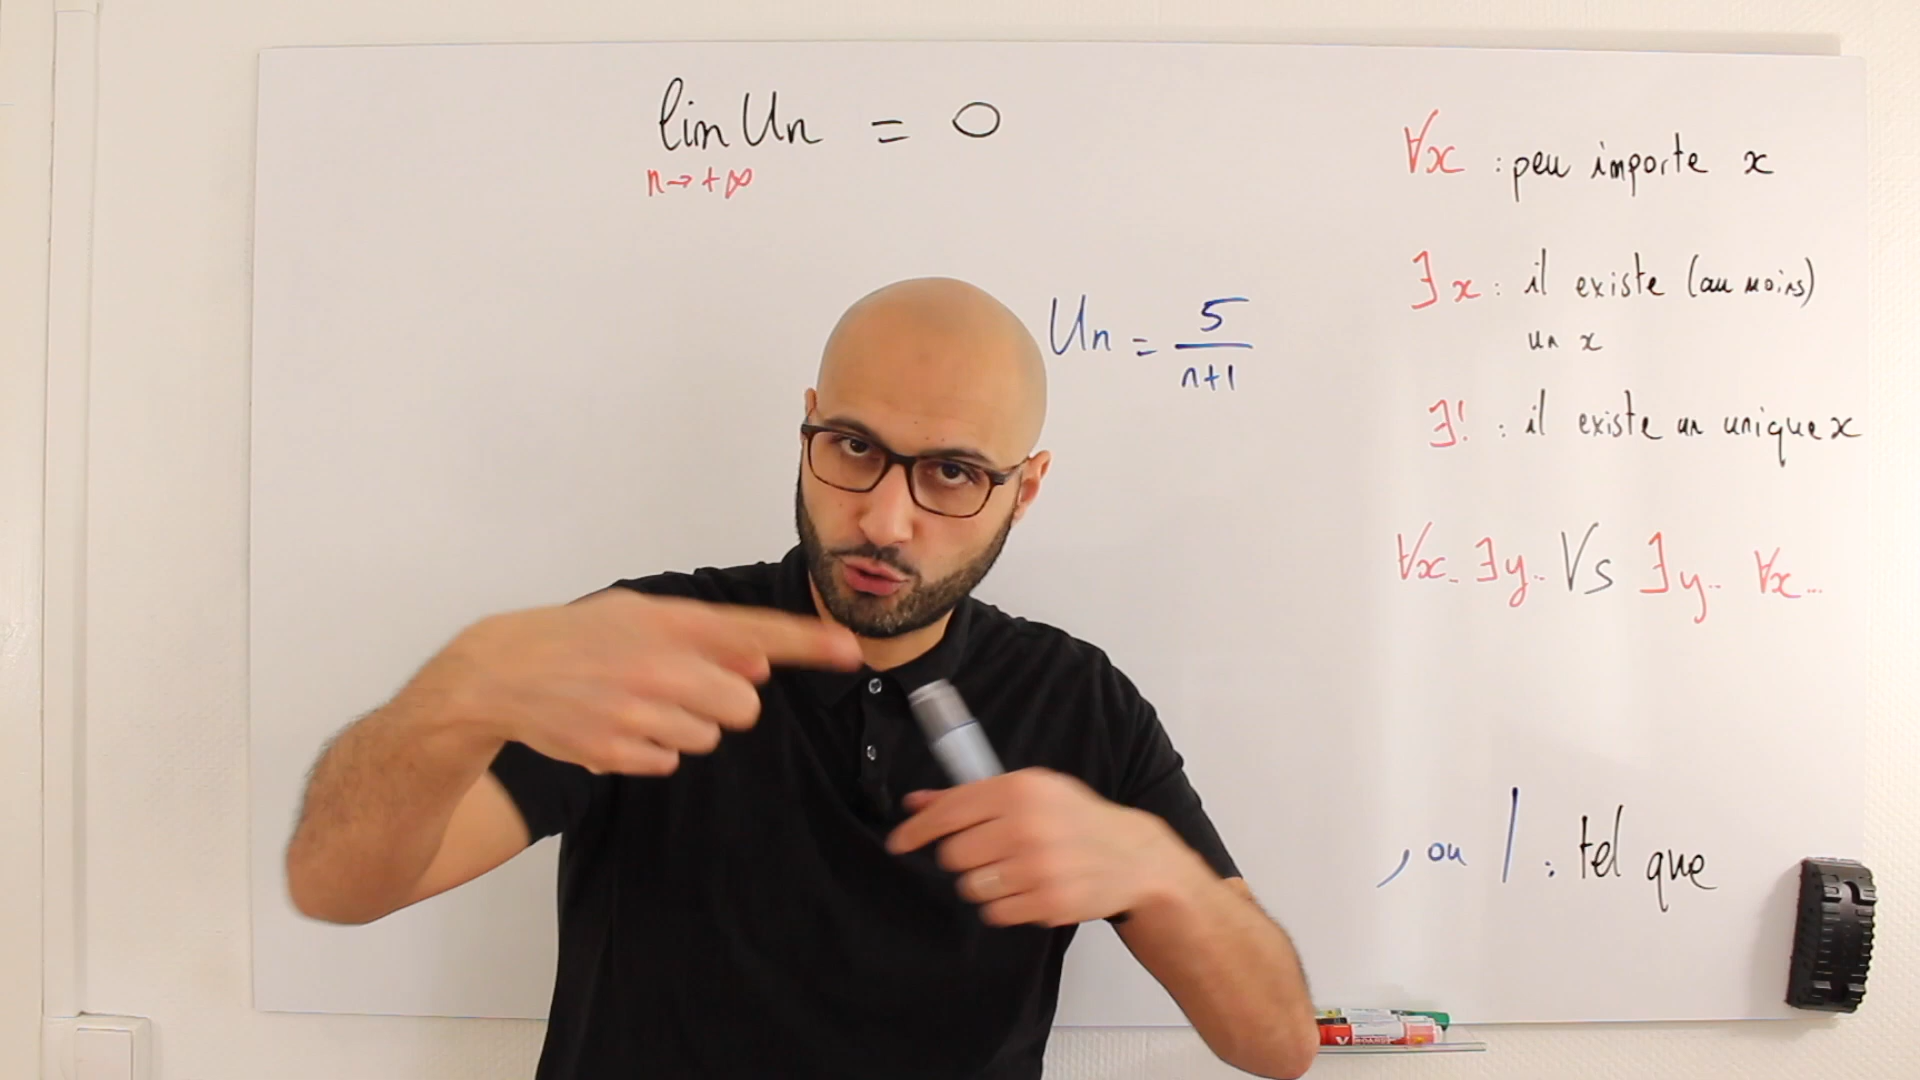 lim Un = 0
n→+∞
Un = 5
n+1
∀x : peu importe x
∃x : il existe (au moins)
un x
∃! : il existe un unique x
∀x.. ∃y.. Vs ∃y.. ∀x...
, ou / : tel que
V BOARD